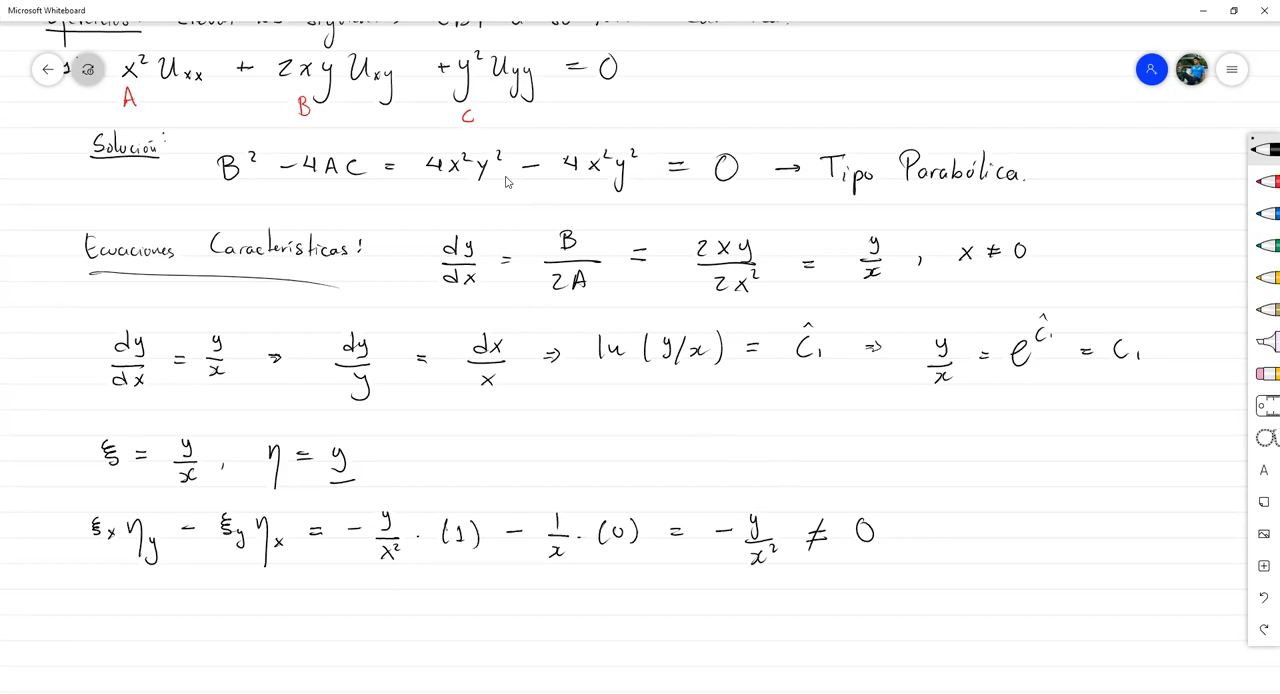 Microsoft Whiteboard
x² Uxx + 2xy Uxy + y² Uyy = 0
A B C
Solución:
B² - 4AC = 4x²y² - 4x²y² = 0 → Tipo Parabólica.
Ecuaciones Características: dy/dx = B/2A = 2xy/2x² = y/x , x ≠ 0
dy/dx = y/x ⇒ dy/y = dx/x ⇒ ln(y/x) = Ĉ₁ ⇒ y/x = e^Ĉ₁ = C₁
ξ = y/x , η = y
ξx ηy - ξy ηx = - y/x² · (1) - 1/x · (0) = - y/x² ≠ 0
A